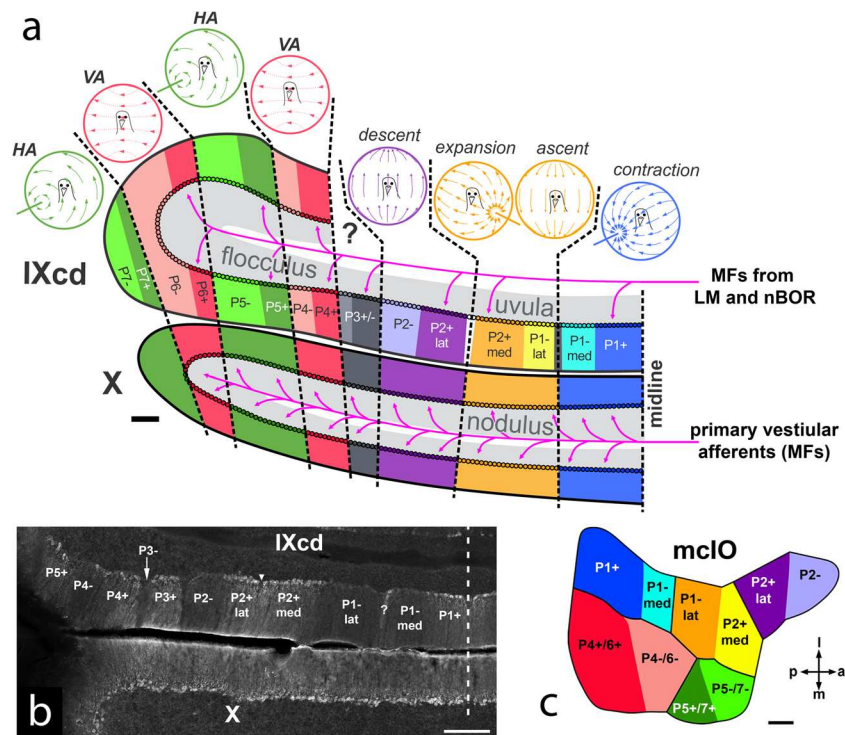 a
HA
VA
HA
VA
descent
expansion
ascent
contraction
HA
IXcd
flocculus
?
uvula
MFs from
LM and nBOR
P7-
P7+
P6-
P6+
P5-
P5+
P4-
P4+
P3+/-
P2-
P2+
lat
P2+
med
P1-
lat
P1-
med
P1+
X
nodulus
midline
primary vestiular
afferents (MFs)
b
IXcd
P5+
P4-
P4+
P3-
P3+
P2-
P2+
lat
P2+
med
P1-
lat
?
P1-
med
P1+
X
c
mcIO
P1+
P1-
med
P1-
lat
P2+
med
P2+
lat
P2-
P4+/6+
P4-/6-
P5+/7+
P5-/7-
l
p
a
m